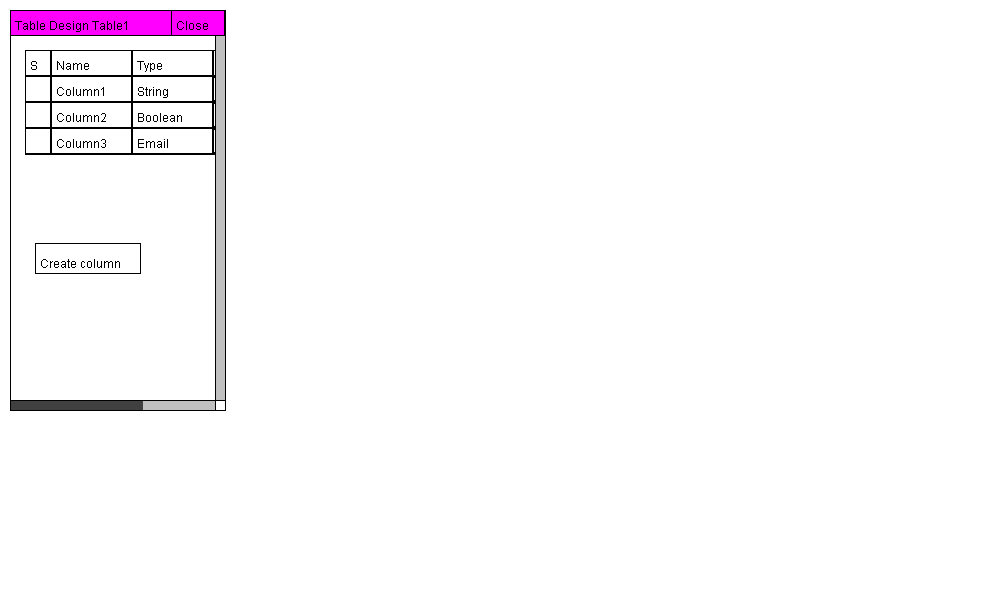 Table Design Table1 Close
S Name Type
Column1 String
Column2 Boolean
Column3 Email
Create column